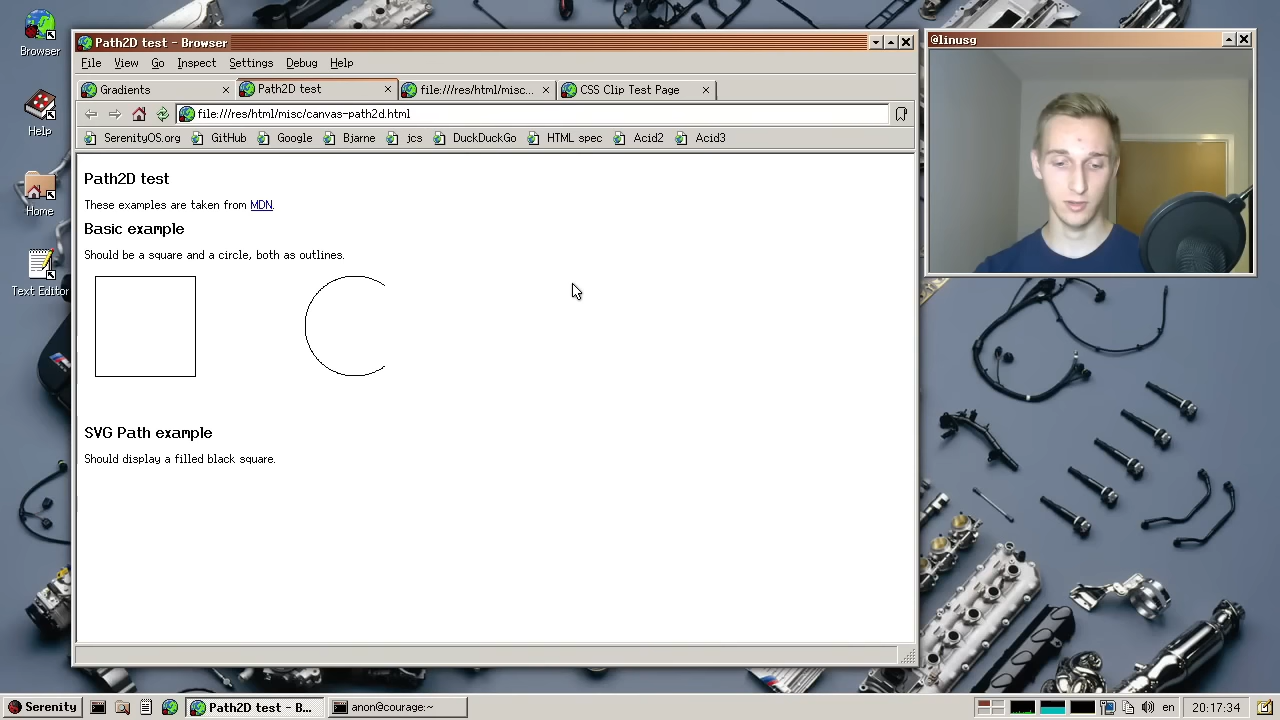 Path2D test - Browser
@linusg
Browser
File View Go Inspect Settings Debug Help
Gradients
Path2D test
file:///res/html/misc...
CSS Clip Test Page
file:///res/html/misc/canvas-path2d.html
SerenityOS.org GitHub Google Bjarne jcs DuckDuckGo HTML spec Acid2 Acid3
Help
Path2D test
These examples are taken from MDN.
Home
Basic example
Should be a square and a circle, both as outlines.
Text Editor
SVG Path example
Should display a filled black square.
Serenity
Path2D test - B...
en
20:17:34